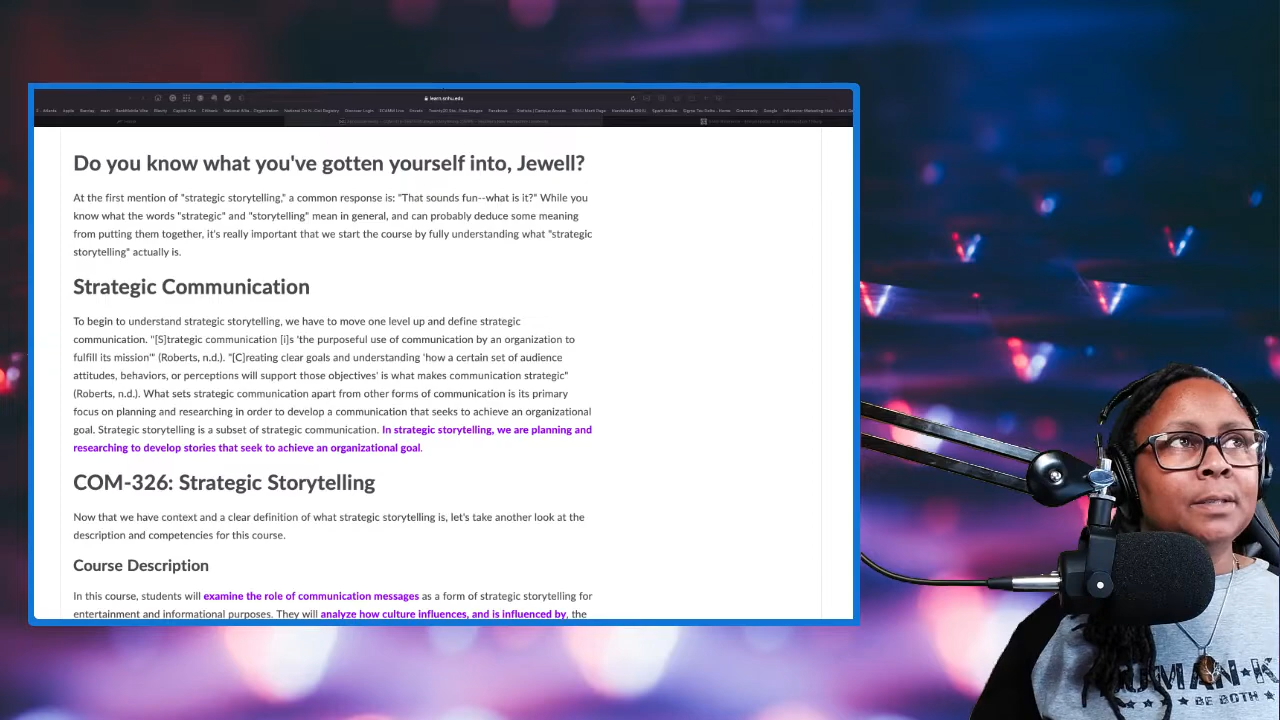 learn.snhu.edu
Do you know what you've gotten yourself into, Jewell?
At the first mention of "strategic storytelling," a common response is: "That sounds fun--what is it?" While you
know what the words "strategic" and "storytelling" mean in general, and can probably deduce some meaning
from putting them together, it's really important that we start the course by fully understanding what "strategic
storytelling" actually is.
Strategic Communication
To begin to understand strategic storytelling, we have to move one level up and define strategic
communication. "[S]trategic communication [i]s 'the purposeful use of communication by an organization to
fulfill its mission'" (Roberts, n.d.). "[C]reating clear goals and understanding 'how a certain set of audience
attitudes, behaviors, or perceptions will support those objectives' is what makes communication strategic"
(Roberts, n.d.). What sets strategic communication apart from other forms of communication is its primary
focus on planning and researching in order to develop a communication that seeks to achieve an organizational
goal. Strategic storytelling is a subset of strategic communication. In strategic storytelling, we are planning and
researching to develop stories that seek to achieve an organizational goal.
COM-326: Strategic Storytelling
Now that we have context and a clear definition of what strategic storytelling is, let's take another look at the
description and competencies for this course.
Course Description
In this course, students will examine the role of communication messages as a form of strategic storytelling for
entertainment and informational purposes. They will analyze how culture influences, and is influenced by, the
UMAN★K
BE BOTH